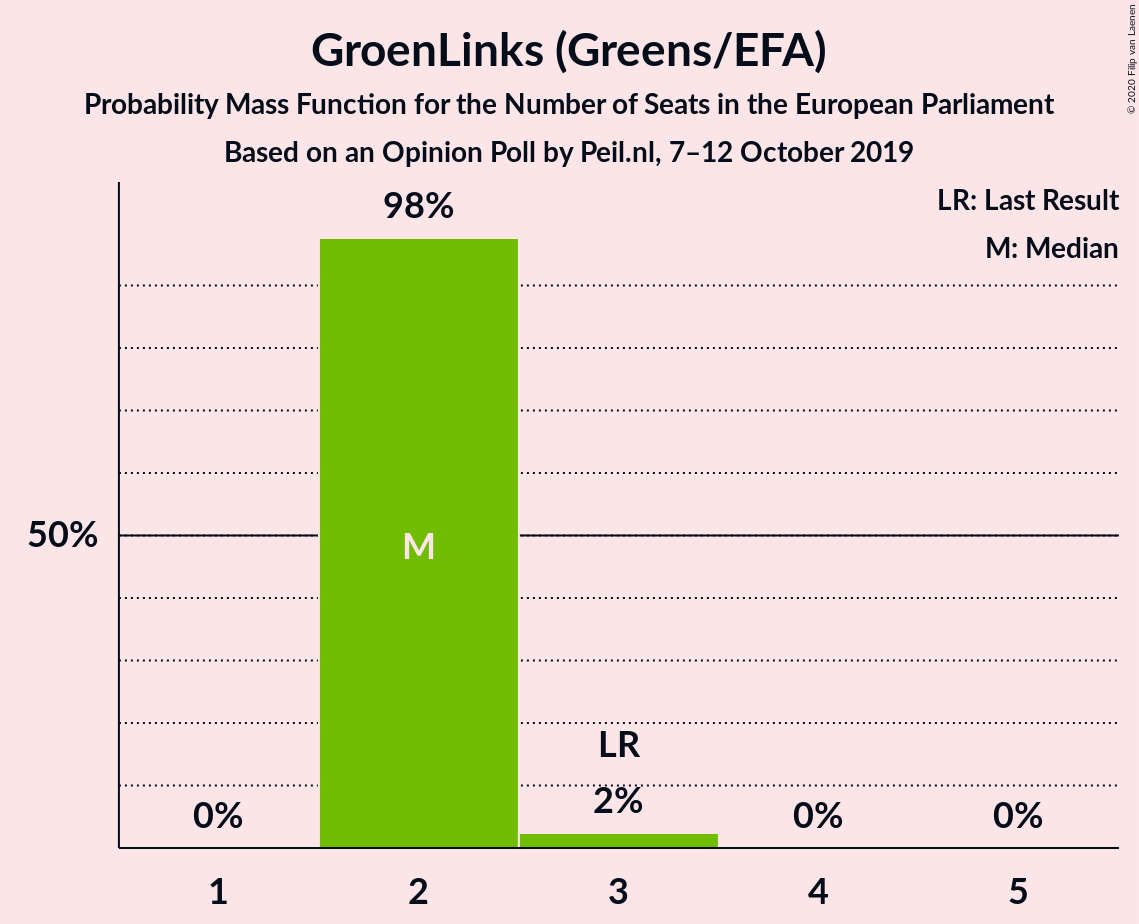 GroenLinks (Greens/EFA)
Probability Mass Function for the Number of Seats in the European Parliament
Based on an Opinion Poll by Peil.nl, 7–12 October 2019
© 2020 Filip van Laenen
LR: Last Result
M: Median
98%
50%
M
LR
0%
2%
0%
0%
1
2
3
4
5